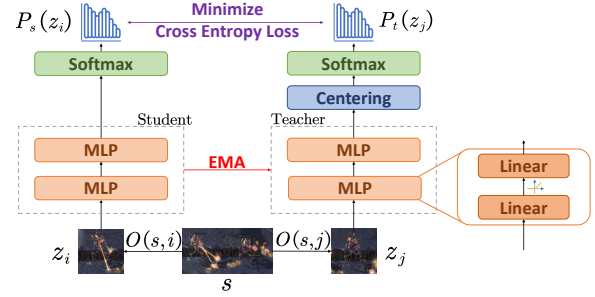 P_s(z_i)
Minimize
Cross Entropy Loss
P_t(z_j)
Softmax
Softmax
Centering
Student
Teacher
MLP
MLP
EMA
MLP
MLP
Linear
Linear
z_i
O(s,i)
O(s,j)
z_j
s